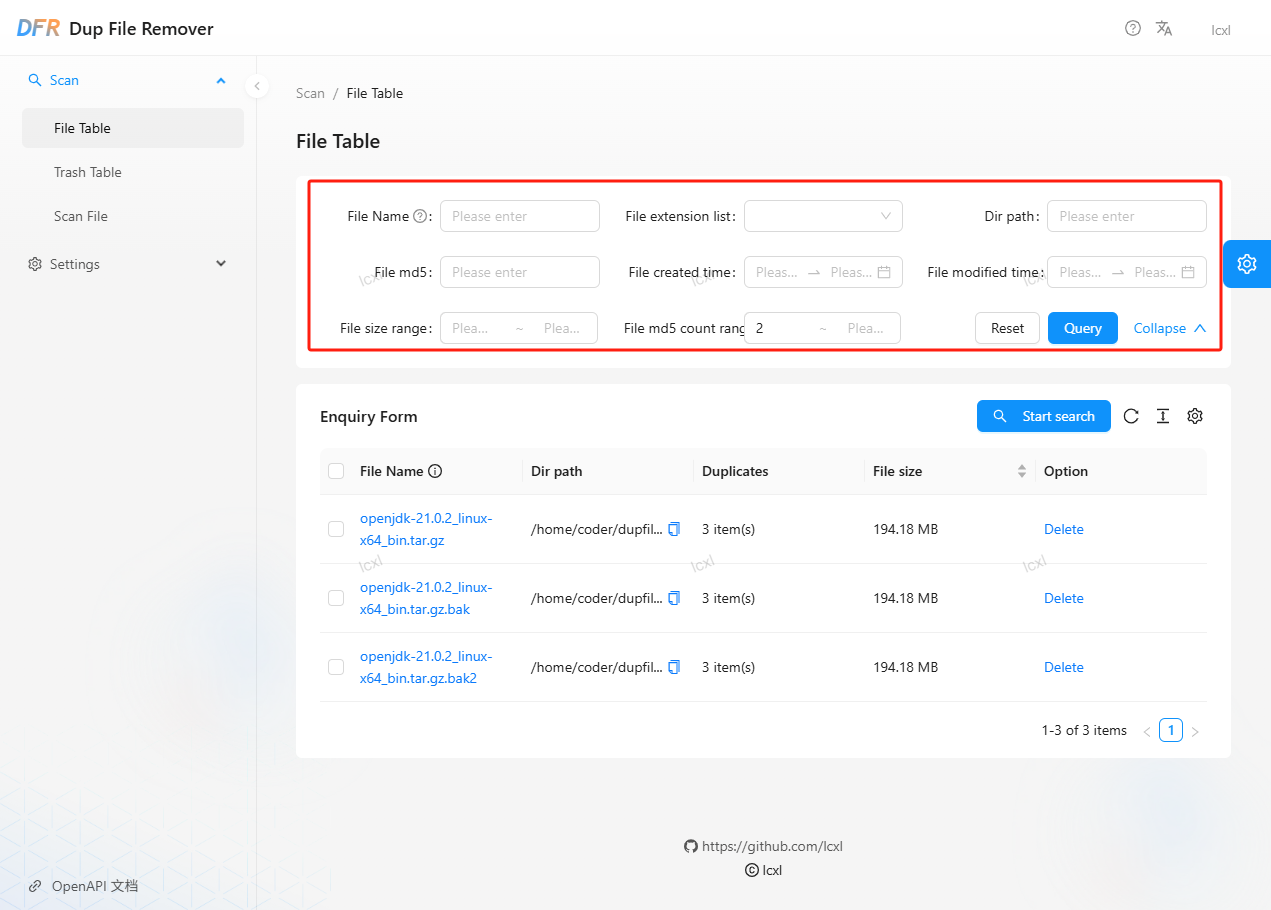 DFR Dup File Remover
lcxl
Scan
File Table
Trash Table
Scan File
Settings
OpenAPI 文档
Scan / File Table
File Table
File Name : Please enter File extension list : Dir path : Please enter
File md5 : Please enter File created time : Pleas... Pleas... File modified time : Pleas... Pleas...
File size range : Plea... ~ Plea... File md5 count rang 2 ~ Plea... Reset Query Collapse
lcxl lcxl lcxl
Enquiry Form Start search
File Name Dir path Duplicates File size Option
openjdk-21.0.2_linux-
x64_bin.tar.gz
/home/coder/dupfil... 3 item(s) 194.18 MB Delete
lcxl lcxl lcxl
openjdk-21.0.2_linux-
x64_bin.tar.gz.bak
/home/coder/dupfil... 3 item(s) 194.18 MB Delete
openjdk-21.0.2_linux-
x64_bin.tar.gz.bak2
/home/coder/dupfil... 3 item(s) 194.18 MB Delete
1-3 of 3 items < 1 >
https://github.com/lcxl
© lcxl